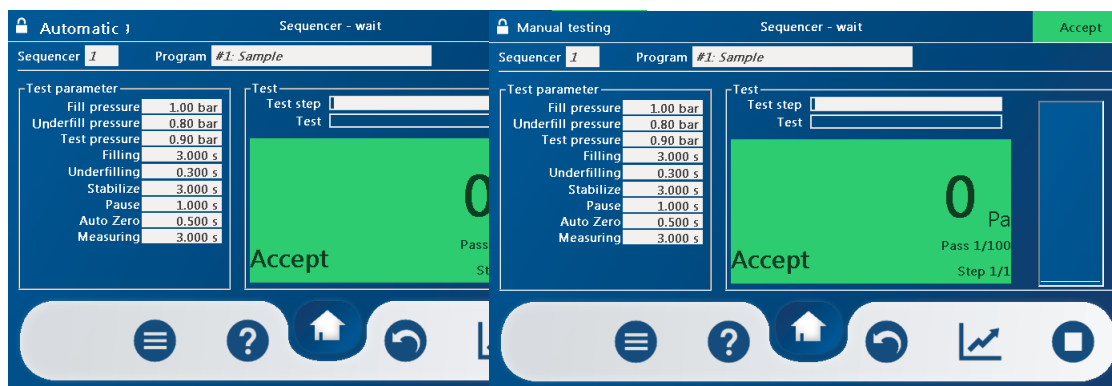 Automatic
Sequencer - wait
Sequencer 1
Program #1: Sample
Test parameter
Fill pressure 1.00 bar
Underfill pressure 0.80 bar
Test pressure 0.90 bar
Filling 3.000 s
Underfilling 0.300 s
Stabilize 3.000 s
Pause 1.000 s
Auto Zero 0.500 s
Measuring 3.000 s
Test
Test step
Test
0
Pass
Accept
St
Manual testing
Sequencer - wait
Accept
Sequencer 1
Program #1: Sample
Test parameter
Fill pressure 1.00 bar
Underfill pressure 0.80 bar
Test pressure 0.90 bar
Filling 3.000 s
Underfilling 0.300 s
Stabilize 3.000 s
Pause 1.000 s
Auto Zero 0.500 s
Measuring 3.000 s
Test
Test step
Test
0 Pa
Pass 1/100
Accept
Step 1/1